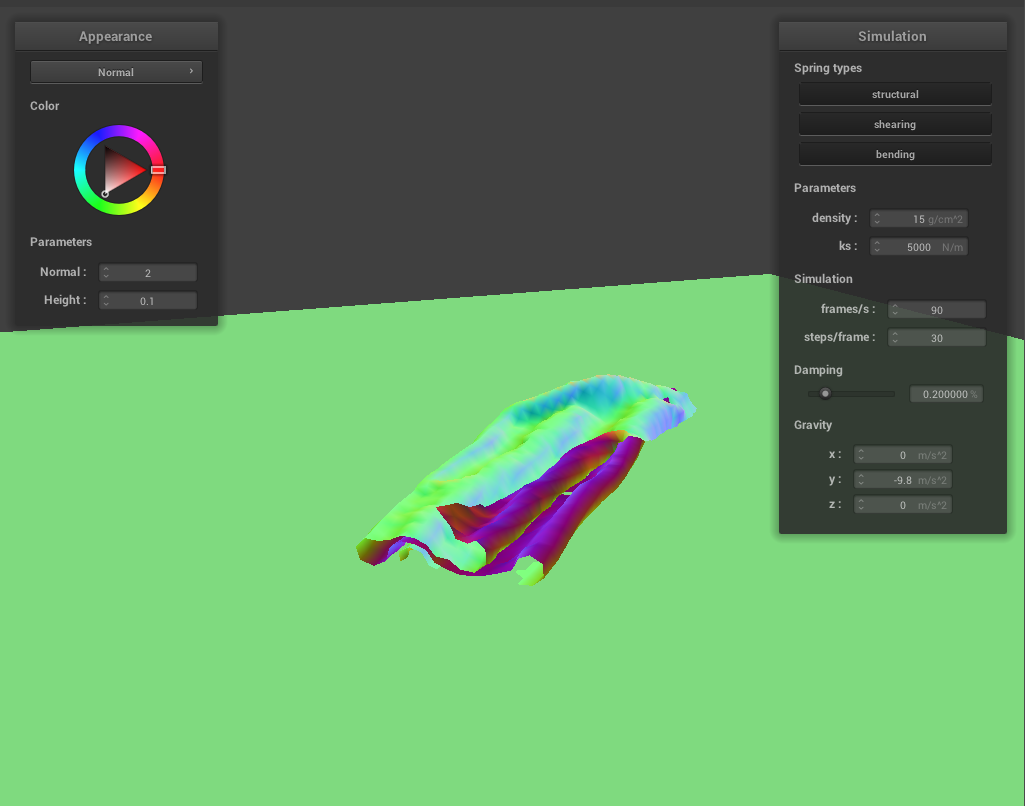 Appearance
Normal ›
Color
Parameters
Normal : 2
Height : 0.1
Simulation
Spring types
structural
shearing
bending
Parameters
density : 15 g/cm^2
ks : 5000 N/m
Simulation
frames/s : 90
steps/frame : 30
Damping
0.200000 %
Gravity
x : 0 m/s^2
y : -9.8 m/s^2
z : 0 m/s^2